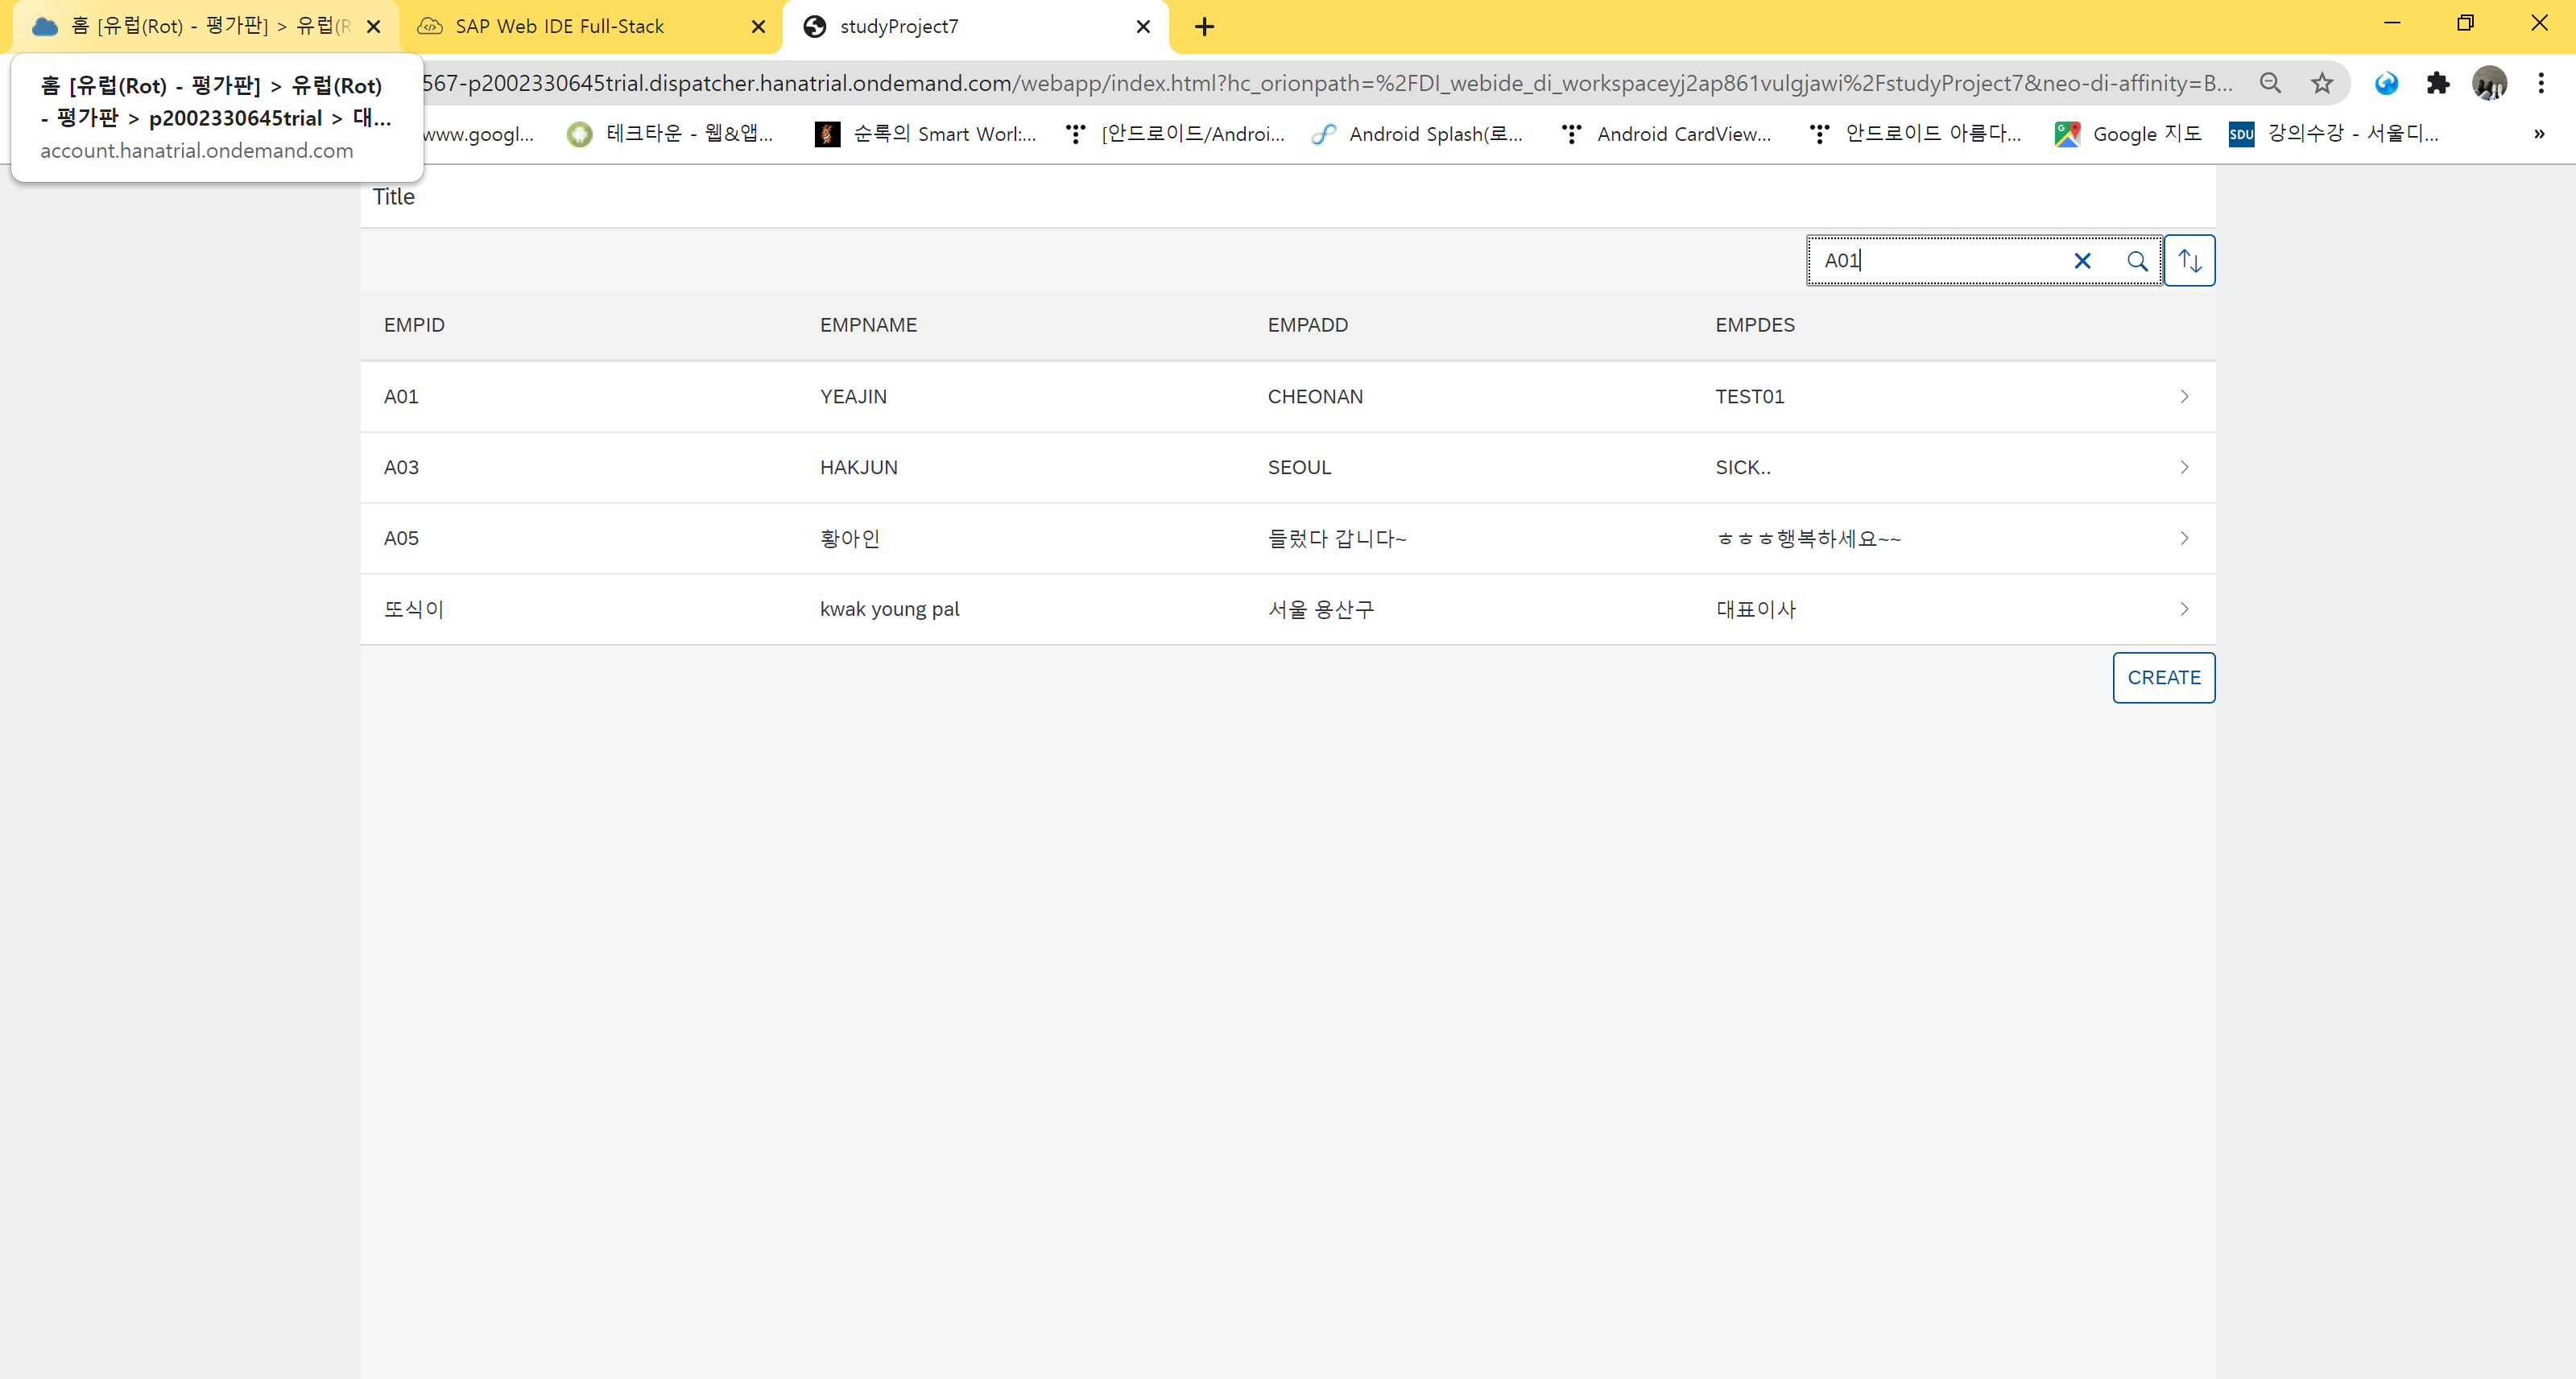 홈 [유럽(Rot) - 평가판] > 유럽(R
SAP Web IDE Full-Stack
studyProject7
홈 [유럽(Rot) - 평가판] > 유럽(Rot)
- 평가판 > p2002330645trial > 대...
account.hanatrial.ondemand.com
567-p2002330645trial.dispatcher.hanatrial.ondemand.com/webapp/index.html?hc_orionpath=%2FDI_webide_di_workspaceyj2ap861vulgjawi%2FstudyProject7&neo-di-affinity=B...
www.googl...
테크타운 - 웹&앱...
순록의 Smart Worl:...
[안드로이드/Androi...
Android Splash(로...
Android CardView...
안드로이드 아름다...
Google 지도
SDU
강의수강 - 서울디...
»
Title
A01
EMPID EMPNAME EMPADD EMPDES
A01 YEAJIN CHEONAN TEST01
A03 HAKJUN SEOUL SICK..
A05 황아인 들렀다 갑니다~ ㅎㅎㅎ행복하세요~~
또식이 kwak young pal 서울 용산구 대표이사
CREATE